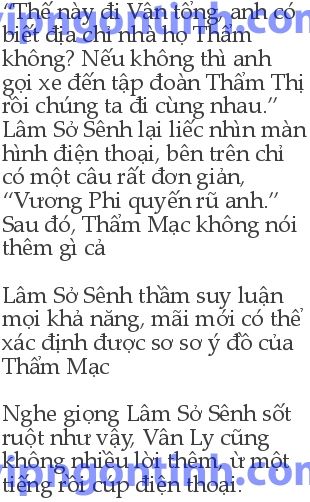 “Thế này đi Vân tổng, anh có
biết địa chỉ nhà họ Thẩm
không? Nếu không thì anh
gọi xe đến tập đoàn Thẩm Thị
rồi chúng ta đi cùng nhau.”
Lâm Sở Sênh lại liếc nhìn màn
hình điện thoại, bên trên chỉ
có một câu rất đơn giản,
“Vương Phi quyến rũ anh.”
Sau đó, Thẩm Mạc không nói
thêm gì cả
Lâm Sở Sênh thầm suy luận
mọi khả năng, mãi mới có thể
xác định được sơ sơ ý đồ của
Thẩm Mạc
Nghe giọng Lâm Sở Sênh sốt
ruột như vậy, Vân Ly cũng
không nhiều lời thêm, ừ một
tiếng rồi cúp điện thoại.
vipngontinh.com
vipngontinh.com